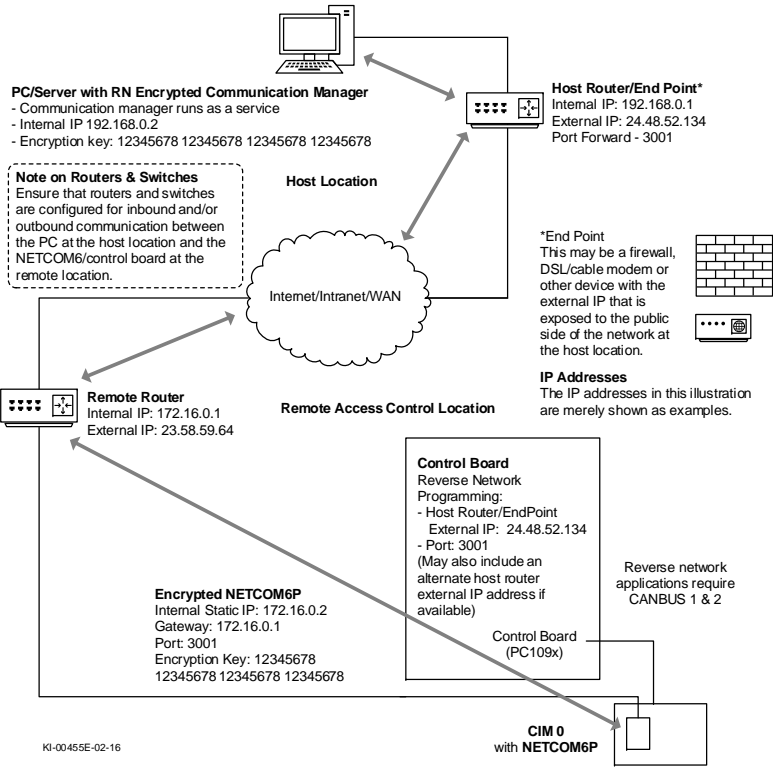 PC/Server with RN Encrypted Communication Manager
- Communication manager runs as a service
- Internal IP 192.168.0.2
- Encryption key: 12345678 12345678 12345678 12345678
Host Router/End Point*
Internal IP: 192.168.0.1
External IP: 24.48.52.134
Port Forward - 3001
Note on Routers & Switches
Ensure that routers and switches
are configured for inbound and/or
outbound communication between
the PC at the host location and the
NETCOM6/control board at the
remote location.
Host Location
Internet/Intranet/WAN
*End Point
This may be a firewall,
DSL/cable modem or
other device with the
external IP that is
exposed to the public
side of the network at
the host location.
IP Addresses
The IP addresses in this illustration
are merely shown as examples.
Remote Router
Internal IP: 172.16.0.1
External IP: 23.58.59.64
Remote Access Control Location
Control Board
Reverse Network
Programming:
- Host Router/EndPoint
External IP: 24.48.52.134
- Port: 3001
(May also include an
alternate host router
external IP address if
available)
Control Board
(PC109x)
Reverse network
applications require
CANBUS 1 & 2
Encrypted NETCOM6P
Internal Static IP: 172.16.0.2
Gateway: 172.16.0.1
Port: 3001
Encryption Key: 12345678
12345678 12345678 12345678
CIM 0
with NETCOM6P
KI-00455E-02-16